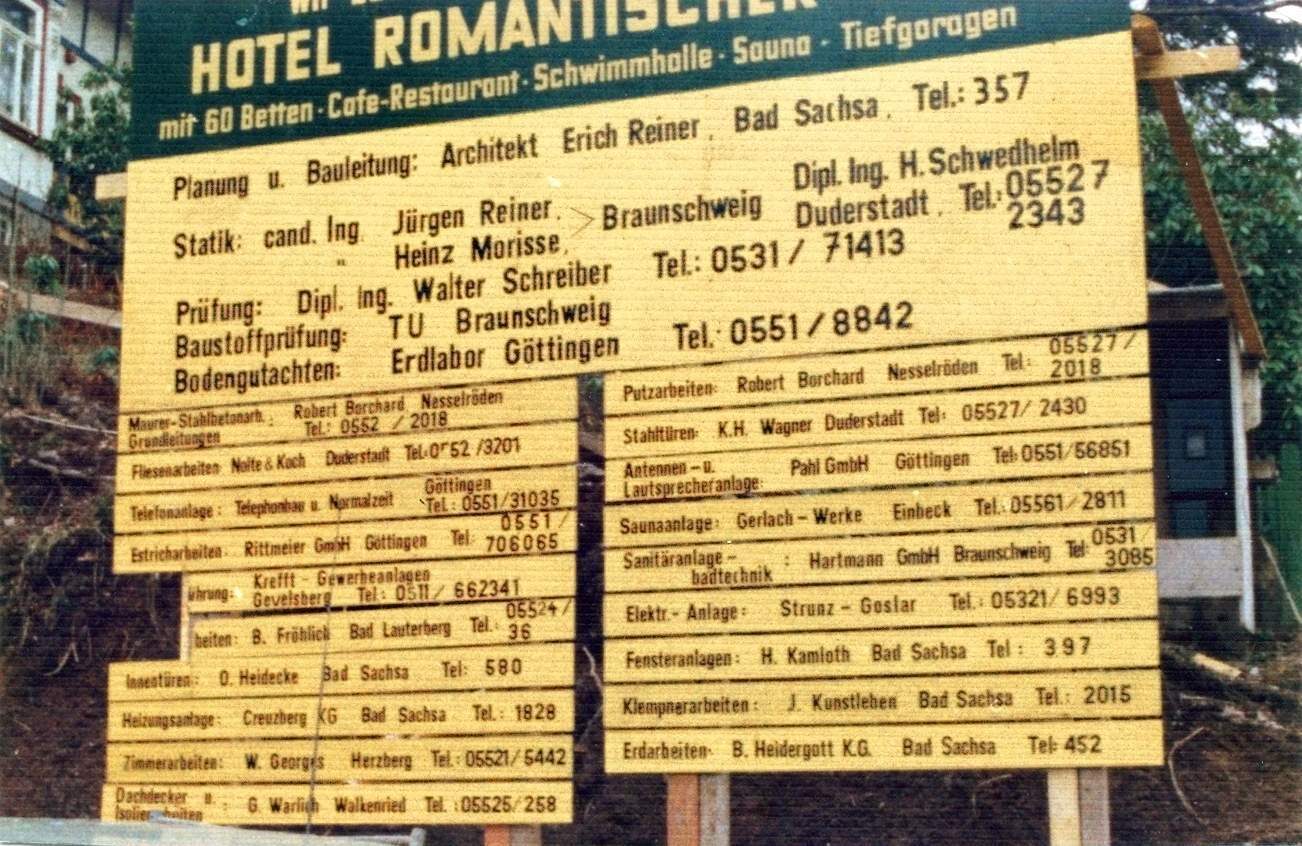 HOTEL ROMANTISCHER
mit 60 Betten · Cafe-Restaurant · Schwimmhalle · Sauna · Tiefgaragen
Planung u. Bauleitung: Architekt Erich Reiner, Bad Sachsa, Tel.: 357
Statik: cand. Ing. Jürgen Reiner, > Braunschweig Dipl. Ing. H. Schwedhelm
" Heinz Morisse, Duderstadt, Tel.: 05527
2343
Prüfung: Dipl. Ing. Walter Schreiber Tel.: 0531 / 71413
Baustoffprüfung: TU Braunschweig
Bodengutachten: Erdlabor Göttingen Tel.: 0551 / 8842
Maurer-Stahlbetonarb. : Robert Borchard Nesselröden
Grundleitungen Tel.: 0552 / 2018
Fliesenarbeiten Nolte & Koch Duderstadt Tel.: 0 52 /3201
Telefonanlage : Telephonbau u. Normalzeit Göttingen
Tel.: 0551/31035
Estricharbeiten: Rittmeier GmbH Göttingen Tel: 0551 /
706065
ührung: Krefft - Gewerbeanlagen
Gevelsberg Tel.: 0511 / 662341
beiten: B. Fröhlich Bad Lauterberg Tel.: 05524 /
36
Innentüren : O. Heidecke Bad Sachsa Tel: 580
Heizungsanlage: Creuzberg KG Bad Sachsa Tel.: 1828
Zimmerarbeiten: W. Georges Herzberg Tel.: 05521/ 5442
Dachdecker u. : G. Warlich Walkenried Tel. : 05525/ 258
Putzarbeiten: Robert Borchard Nesselröden Tel.: 05527 /
2018
Stahltüren: K.H. Wagner Duderstadt Tel: 05527/ 2430
Antennen - u.
Lautsprecheranlage: Pahl GmbH Göttingen Tel: 0551/56851
Saunaanlage: Gerlach - Werke Einbeck Tel.: 05561 / 2811
Sanitäranlage -
badtechnik : Hartmann GmbH Braunschweig Tel: 0531 /
3085
Elektr.- Anlage: Strunz - Goslar Tel.: 05321/ 6993
Fensteranlagen: H. Kamloth Bad Sachsa Tel : 397
Klempnerarbeiten : J. Kunstleben Bad Sachsa Tel.: 2015
Erdarbeiten: B. Heidergott K.G. Bad Sachsa Tel: 452